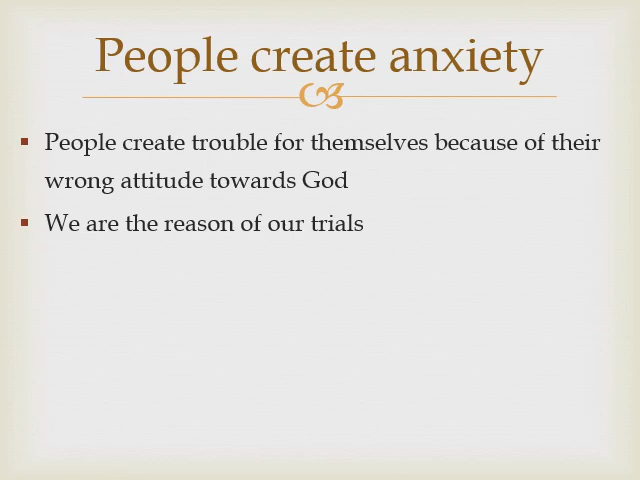 People create anxiety
People create trouble for themselves because of their
wrong attitude towards God
We are the reason of our trials